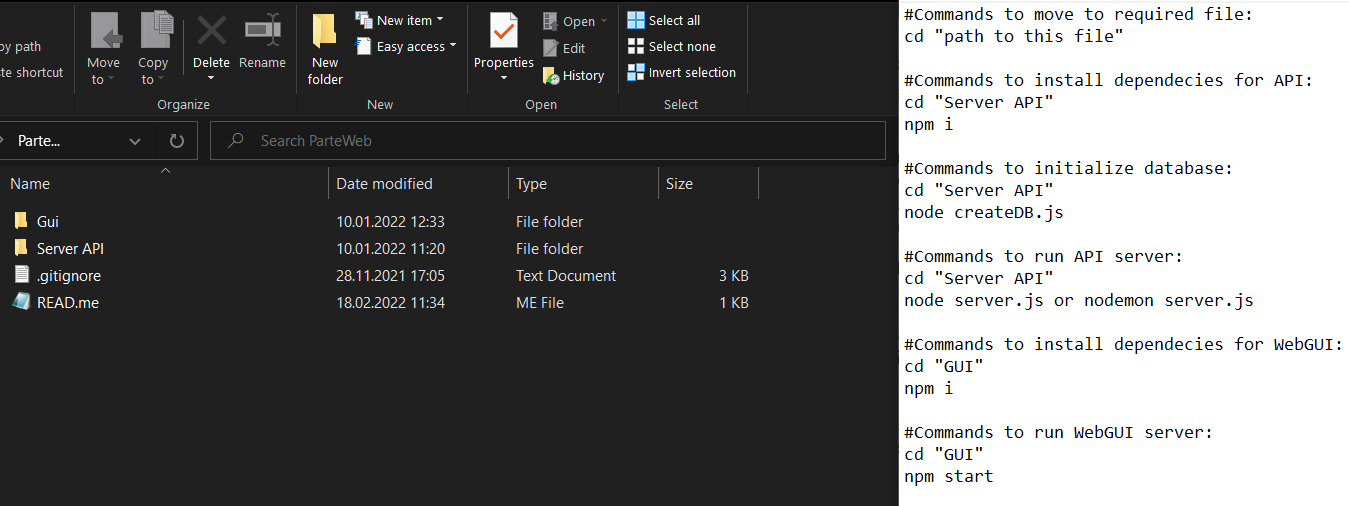 py path
te shortcut
Move to
Copy to
Delete
Rename
Organize
New folder
New item
Easy access
New
Properties
Open
Edit
History
Open
Select all
Select none
Invert selection
Select
Parte...
Search ParteWeb
Name Date modified Type Size
Gui 10.01.2022 12:33 File folder
Server API 10.01.2022 11:20 File folder
.gitignore 28.11.2021 17:05 Text Document 3 KB
READ.me 18.02.2022 11:34 ME File 1 KB
#Commands to move to required file:
cd "path to this file"
#Commands to install dependecies for API:
cd "Server API"
npm i
#Commands to initialize database:
cd "Server API"
node createDB.js
#Commands to run API server:
cd "Server API"
node server.js or nodemon server.js
#Commands to install dependecies for WebGUI:
cd "GUI"
npm i
#Commands to run WebGUI server:
cd "GUI"
npm start